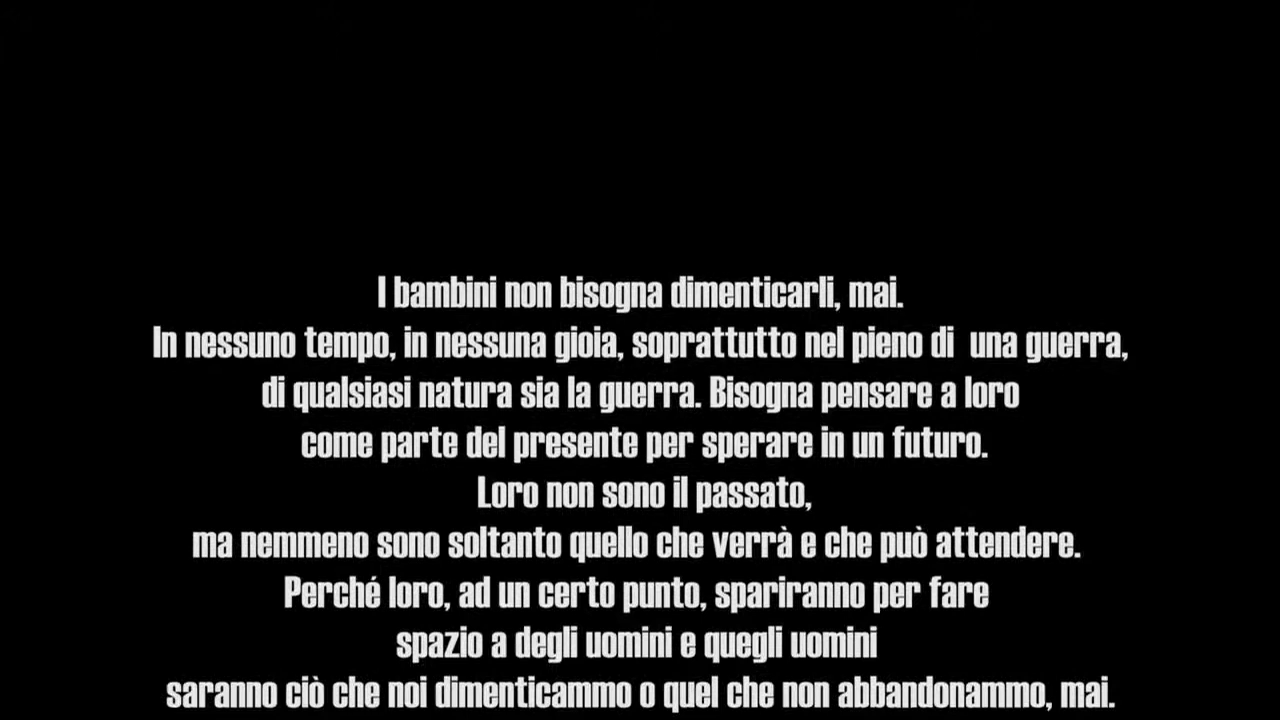 I bambini non bisogna dimenticarli, mai.
In nessuno tempo, in nessuna gioia, soprattutto nel pieno di  una guerra,
di qualsiasi natura sia la guerra. Bisogna pensare a loro
come parte del presente per sperare in un futuro.
Loro non sono il passato,
ma nemmeno sono soltanto quello che verrà e che può attendere.
Perché loro, ad un certo punto, spariranno per fare
spazio a degli uomini e quegli uomini
saranno ciò che noi dimenticammo o quel che non abbandonammo, mai.